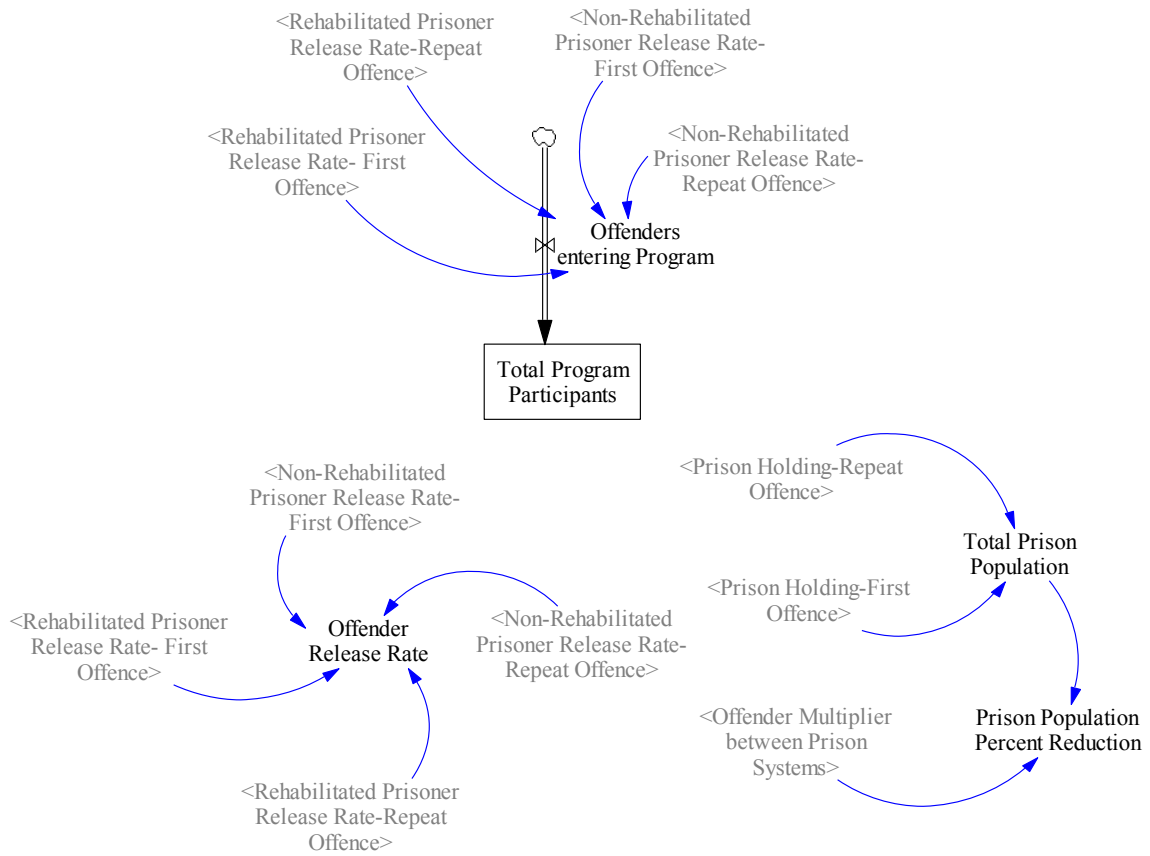 <Rehabilitated Prisoner
Release Rate-Repeat
Offence>
<Non-Rehabilitated
Prisoner Release Rate-
First Offence>
<Rehabilitated Prisoner
Release Rate- First
Offence>
<Non-Rehabilitated
Prisoner Release Rate-
Repeat Offence>
Offenders
entering Program
Total Program
Participants
<Non-Rehabilitated
Prisoner Release Rate-
First Offence>
<Prison Holding-Repeat
Offence>
Total Prison
Population
<Prison Holding-First
Offence>
<Rehabilitated Prisoner
Release Rate- First
Offence>
Offender
Release Rate
<Non-Rehabilitated
Prisoner Release Rate-
Repeat Offence>
<Offender Multiplier
between Prison
Systems>
Prison Population
Percent Reduction
<Rehabilitated Prisoner
Release Rate-Repeat
Offence>